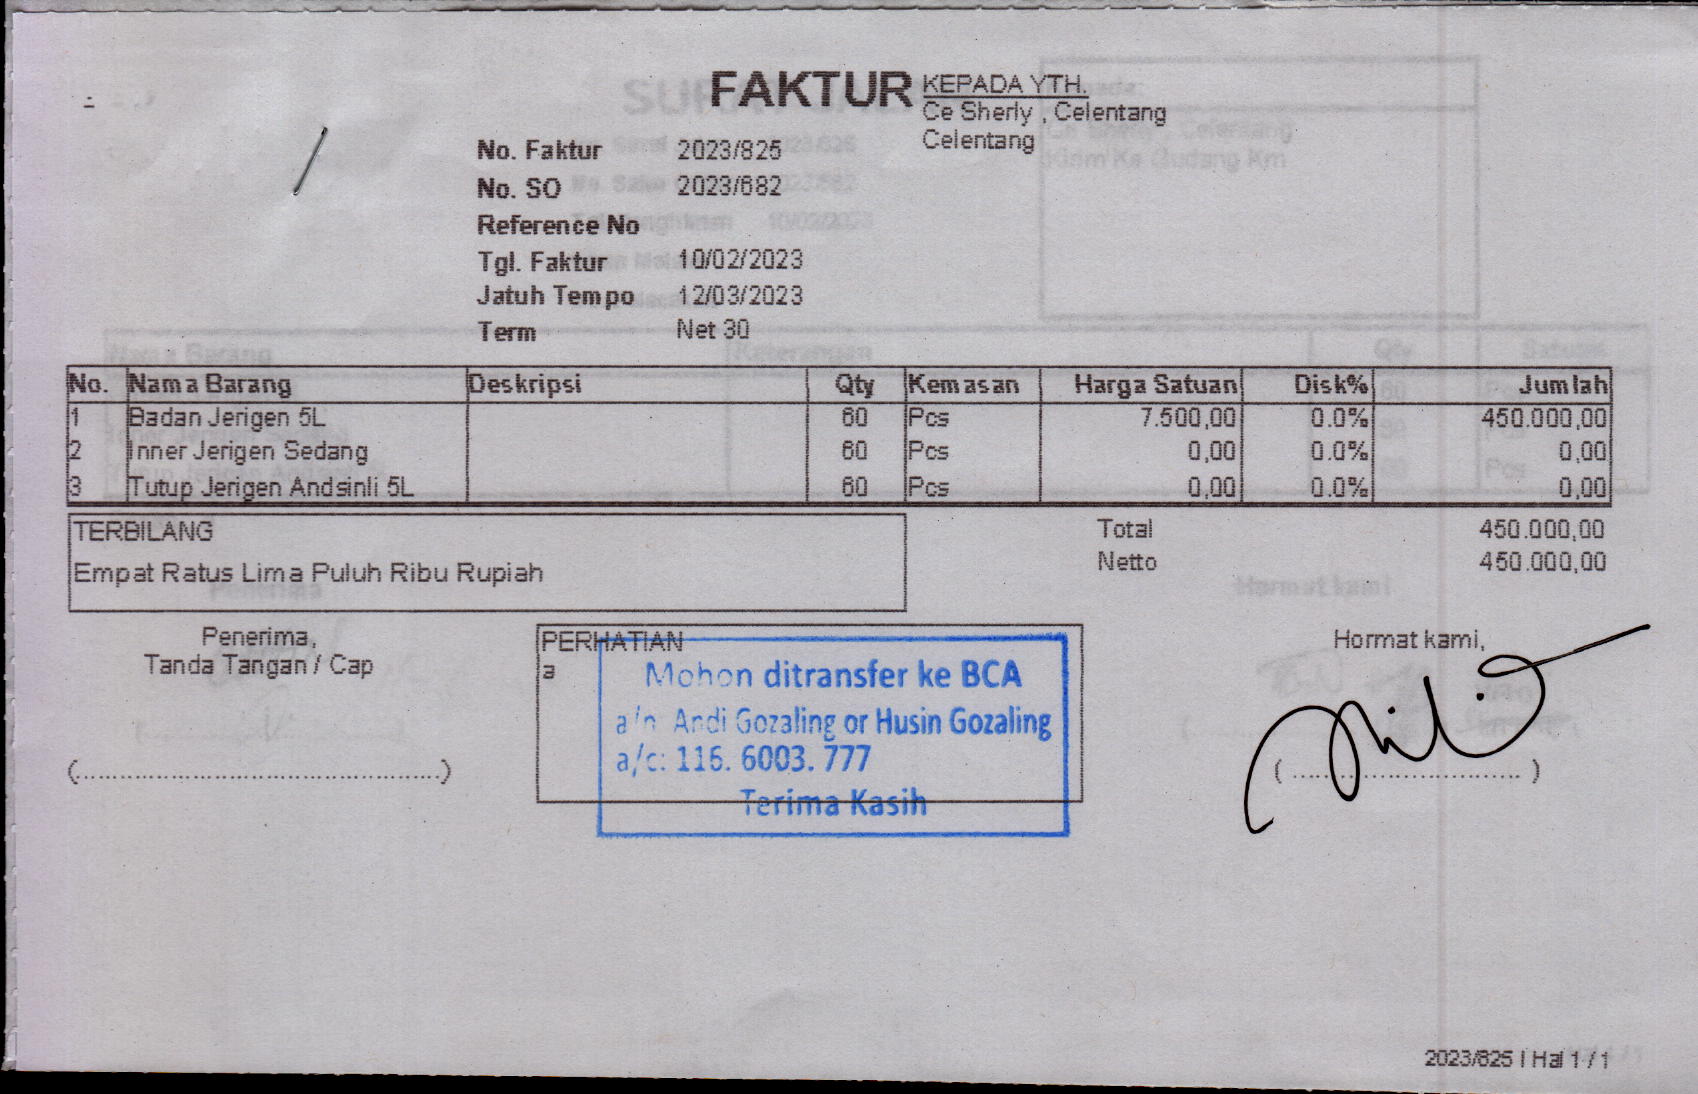 FAKTUR
KEPADA YTH.
Ce Sherly , Celentang
Celentang
No. Faktur 2023/825
No. SO 2023/682
Reference No
Tgl. Faktur 10/02/2023
Jatuh Tempo 12/03/2023
Term Net 30
No. Nama Barang Deskripsi Qty Kemasan Harga Satuan Disk% Jumlah
1 Badan Jerigen 5L 60 Pcs 7.500,00 0.0% 450.000,00
2 Inner Jerigen Sedang 60 Pcs 0,00 0.0% 0,00
3 Tutup Jerigen Andsinli 5L 60 Pcs 0,00 0.0% 0,00
TERBILANG
Empat Ratus Lima Puluh Ribu Rupiah
Total 450.000,00
Netto 450.000,00
Penerima,
Tanda Tangan / Cap
(............................................)
PERHATIAN
a
Mohon ditransfer ke BCA
a/n: Andi Gozaling or Husin Gozaling
a/c: 116. 6003. 777
Terima Kasih
Hormat kami,
( ............................ )
2023/825 | Hal 1 / 1